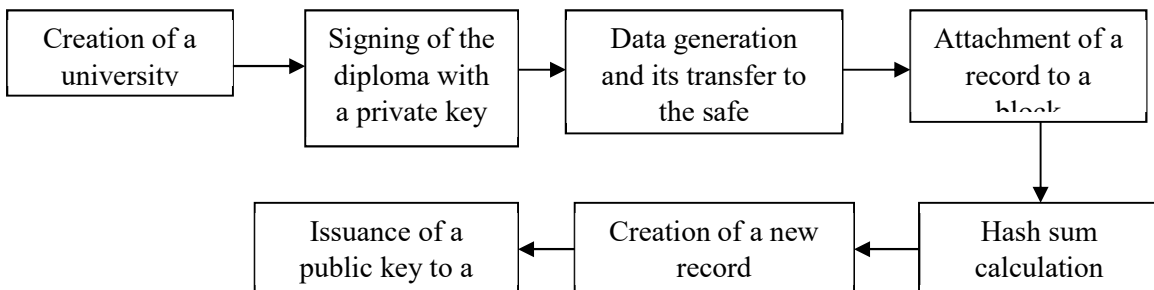 Creation of a
university
Signing of the
diploma with
a private key
Data generation
and its transfer to
the safe
Attachment of a
record to a
block
Hash sum
calculation
Creation of a new
record
Issuance of a
public key to a